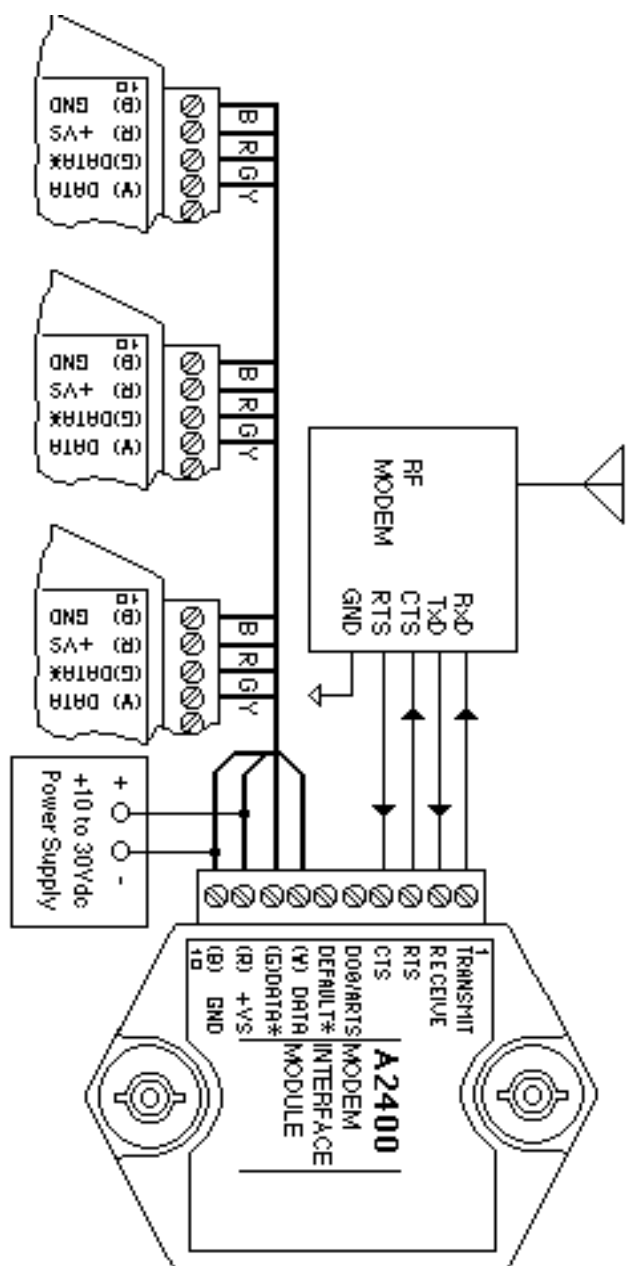 10
(B) GND
(R) +VS
(G)DATA*
(Y) DATA
B
R
G
Y
10
(B) GND
(R) +VS
(G)DATA*
(Y) DATA
B
R
G
Y
10
(B) GND
(R) +VS
(G)DATA*
(Y) DATA
B
R
G
Y
RF
MODEM
RxD
TxD
CTS
RTS
GND
+
-
+10 to 30Vdc
Power Supply
1
TRANSMIT
RECEIVE
RTS
CTS
DO0/ARTS
DEFAULT*
(Y) DATA
(G)DATA*
(R) +VS
(B) GND
10
A2400
MODEM
INTERFACE
MODULE